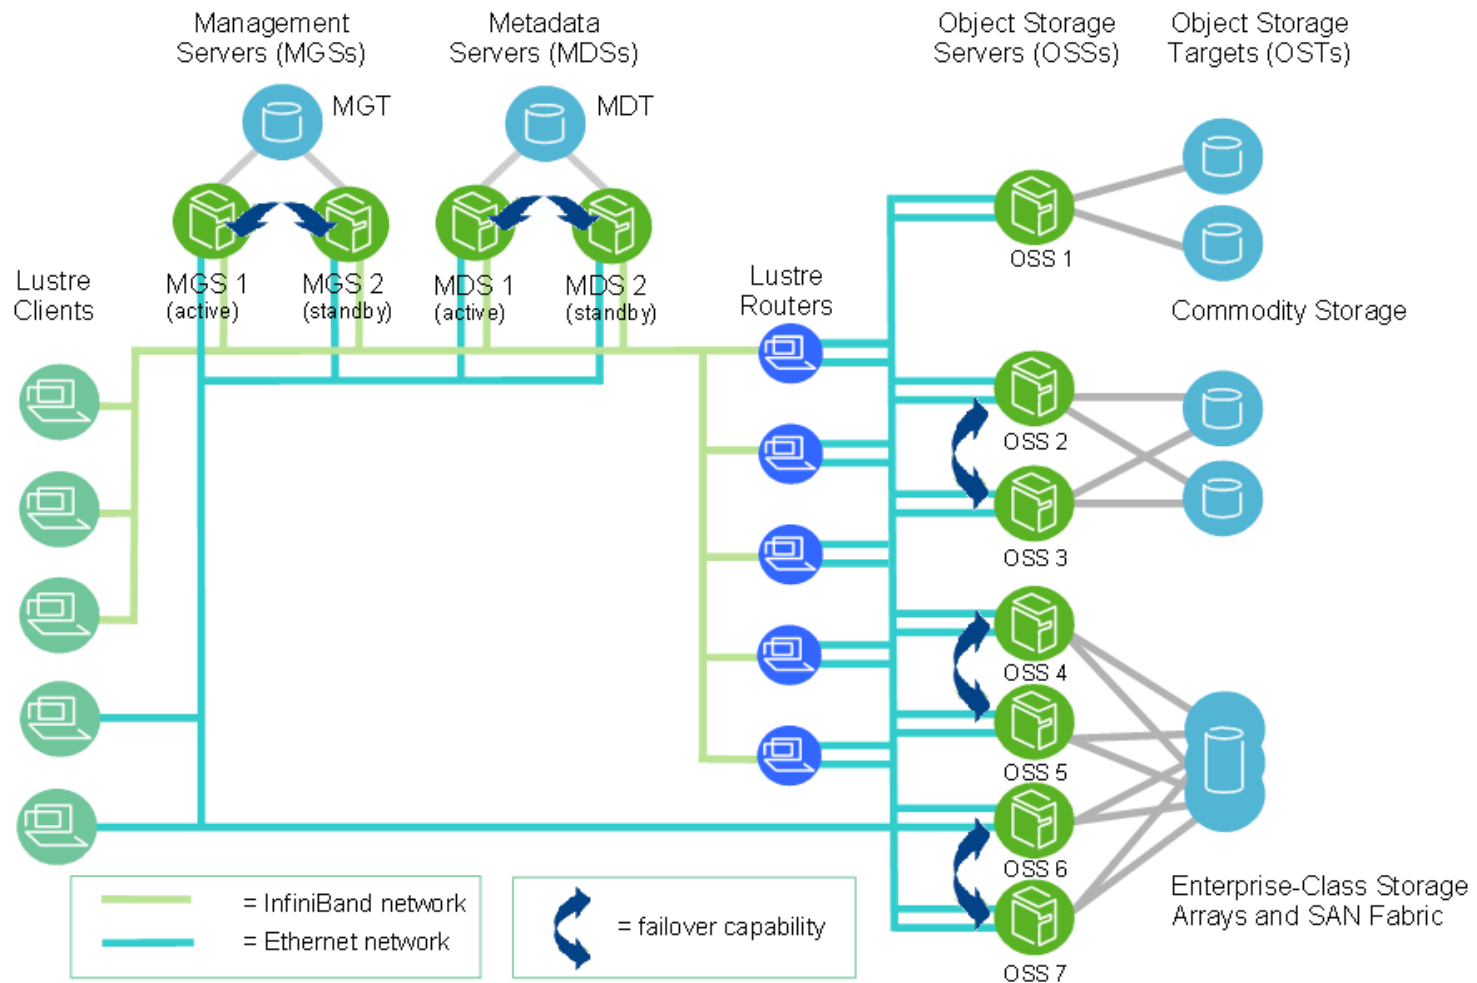 Management
Servers (MGSs)
Metadata
Servers (MDSs)
Object Storage
Servers (OSSs)
Object Storage
Targets (OSTs)
MGT
MDT
Lustre
Clients
MGS 1
(active)
MGS 2
(standby)
MDS 1
(active)
MDS 2
(standby)
Lustre
Routers
OSS 1
Commodity Storage
OSS 2
OSS 3
OSS 4
OSS 5
OSS 6
OSS 7
Enterprise-Class Storage
Arrays and SAN Fabric
= InfiniBand network
= Ethernet network
= failover capability